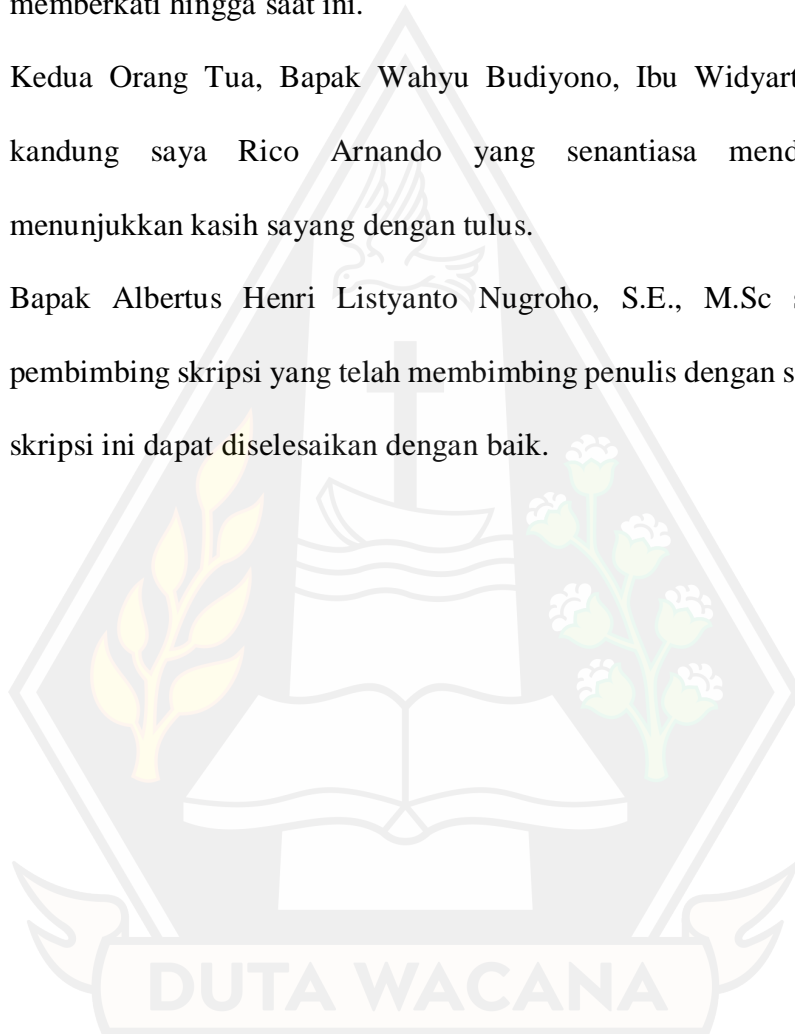 memberkati hingga saat ini.
Kedua Orang Tua, Bapak Wahyu Budiyono, Ibu
kandung saya Rico Arnando yang senantiasa
menunjukkan kasih sayang dengan tulus.
Bapak Albertus Henri Listyanto Nugroho, S.E., M.Sc
pembimbing skripsi yang telah membimbing penulis dengan
skripsi ini dapat diselesaikan dengan baik.
DUTA WACANA